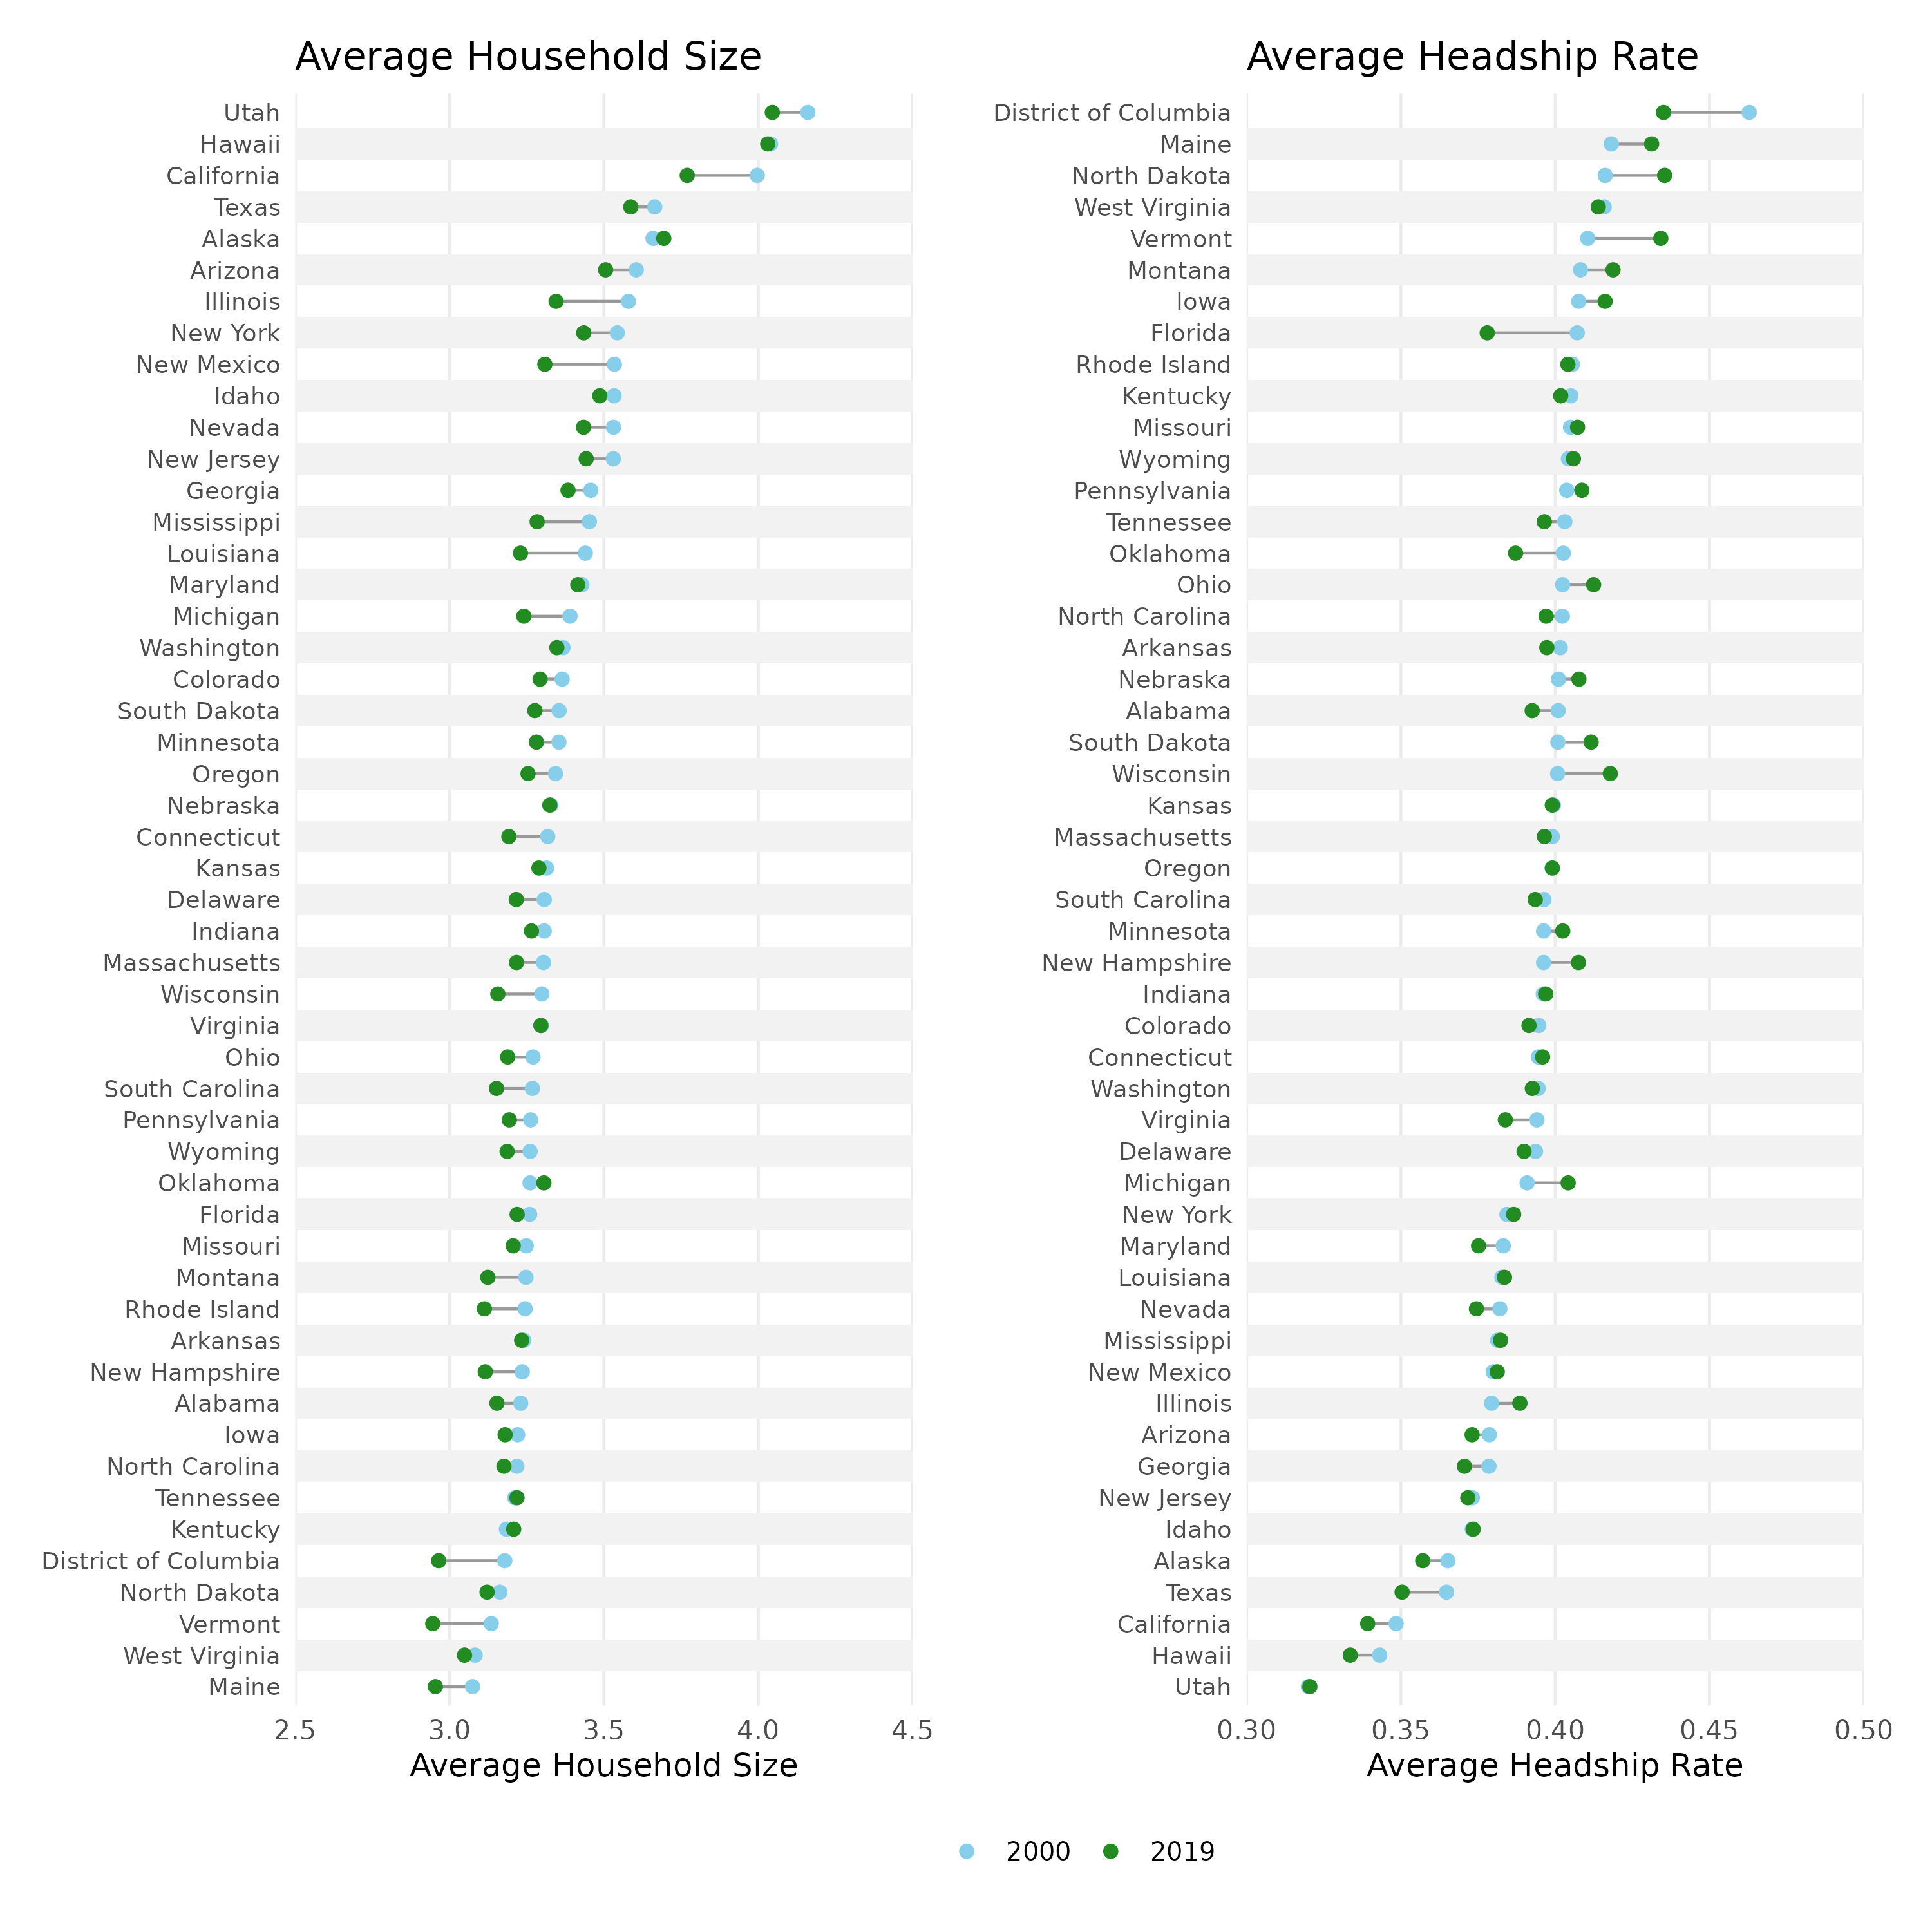 Average Household Size
Utah
Hawaii
California
Texas
Alaska
Arizona
Illinois
New York
New Mexico
Idaho
Nevada
New Jersey
Georgia
Mississippi
Louisiana
Maryland
Michigan
Washington
Colorado
South Dakota
Minnesota
Oregon
Nebraska
Connecticut
Kansas
Delaware
Indiana
Massachusetts
Wisconsin
Virginia
Ohio
South Carolina
Pennsylvania
Wyoming
Oklahoma
Florida
Missouri
Montana
Rhode Island
Arkansas
New Hampshire
Alabama
Iowa
North Carolina
Tennessee
Kentucky
District of Columbia
North Dakota
Vermont
West Virginia
Maine
2.5 3.0 3.5 4.0 4.5
Average Household Size
Average Headship Rate
District of Columbia
Maine
North Dakota
West Virginia
Vermont
Montana
Iowa
Florida
Rhode Island
Kentucky
Missouri
Wyoming
Pennsylvania
Tennessee
Oklahoma
Ohio
North Carolina
Arkansas
Nebraska
Alabama
South Dakota
Wisconsin
Kansas
Massachusetts
Oregon
South Carolina
Minnesota
New Hampshire
Indiana
Colorado
Connecticut
Washington
Virginia
Delaware
Michigan
New York
Maryland
Louisiana
Nevada
Mississippi
New Mexico
Illinois
Arizona
Georgia
New Jersey
Idaho
Alaska
Texas
California
Hawaii
Utah
0.30 0.35 0.40 0.45 0.50
Average Headship Rate
2000 2019